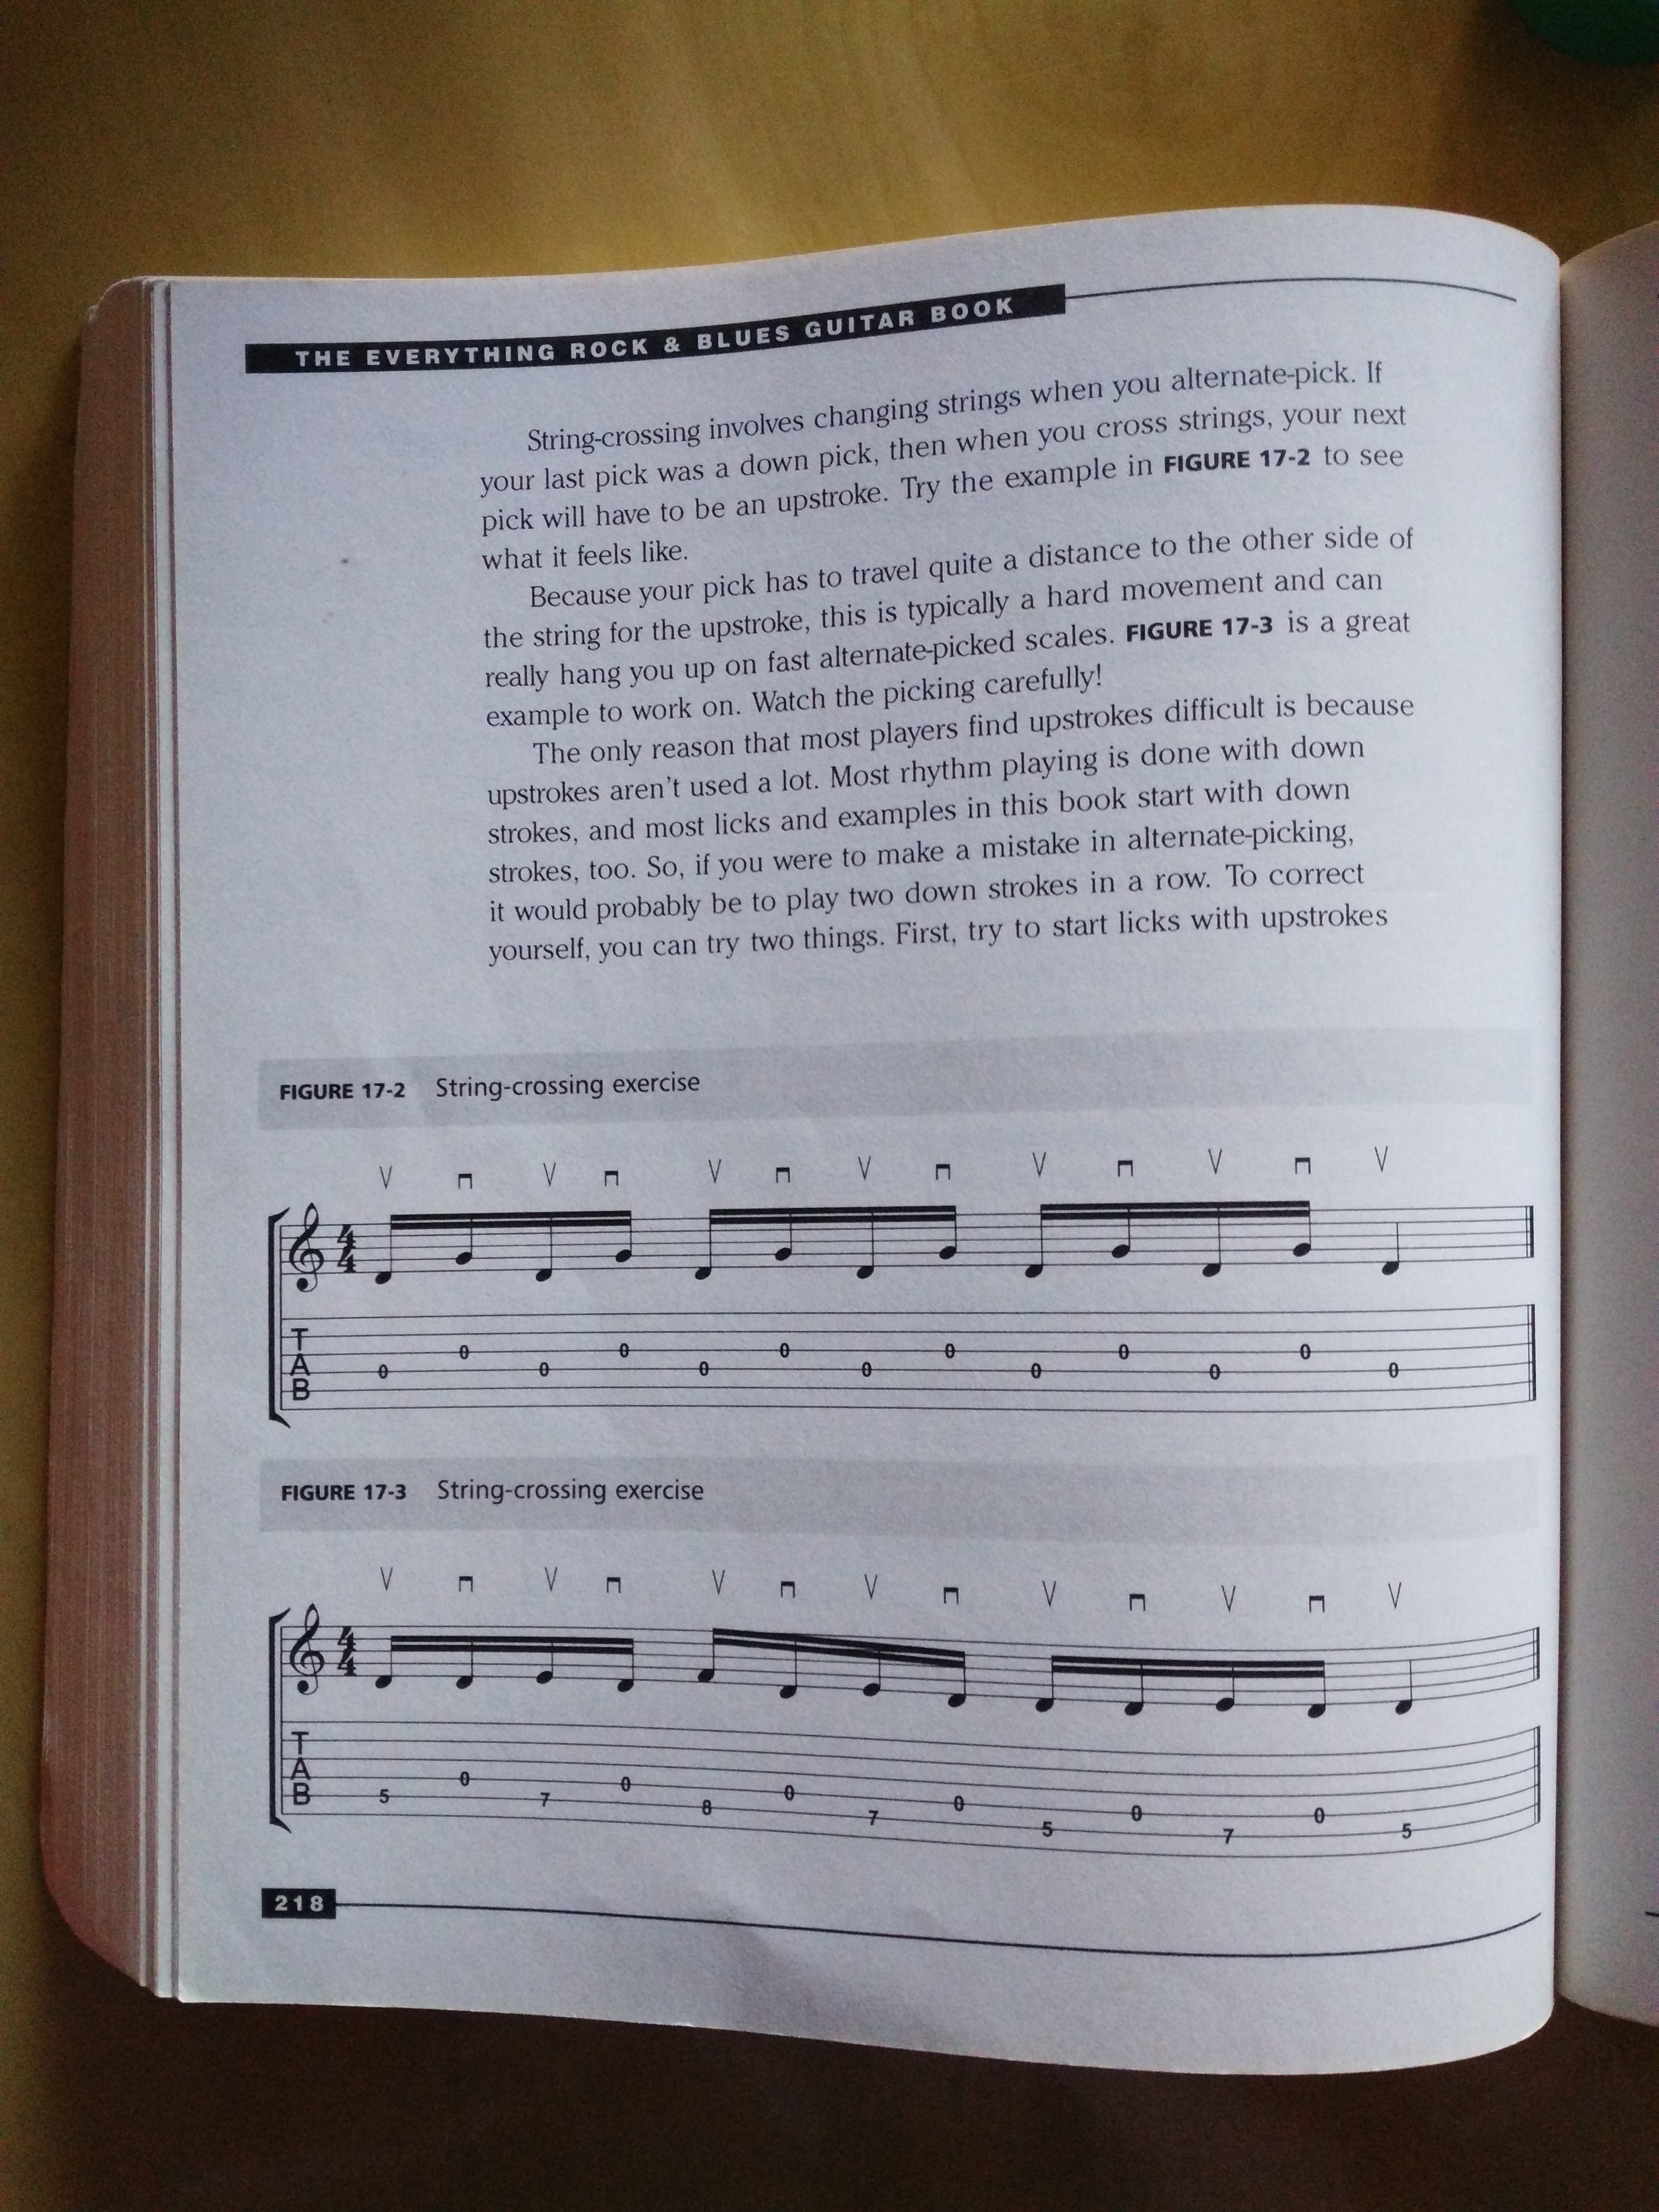 THE EVERYTHING ROCK & BLUES GUITAR BOOK
String-crossing involves changing strings when you alternate-pick. If
your last pick was a down pick, then when you cross strings, your next
pick will have to be an upstroke. Try the example in FIGURE 17-2 to see
what it feels like.
Because your pick has to travel quite a distance to the other side of
the string for the upstroke, this is typically a hard movement and can
really hang you up on fast alternate-picked scales. FIGURE 17-3 is a great
example to work on. Watch the picking carefully!
The only reason that most players find upstrokes difficult is because
upstrokes aren't used a lot. Most rhythm playing is done with down
strokes, and most licks and examples in this book start with down
strokes, too. So, if you were to make a mistake in alternate-picking,
it would probably be to play two down strokes in a row. To correct
yourself, you can try two things. First, try to start licks with upstrokes
FIGURE 17-2 String-crossing exercise
V V V V V V V
4
4
T
A
B
0 0 0 0 0 0 0 0 0 0 0 0 0
FIGURE 17-3 String-crossing exercise
V V V V V V V
4
4
T
A
B
5 0 7 0 8 0 7 0 5 0 7 0 5
218